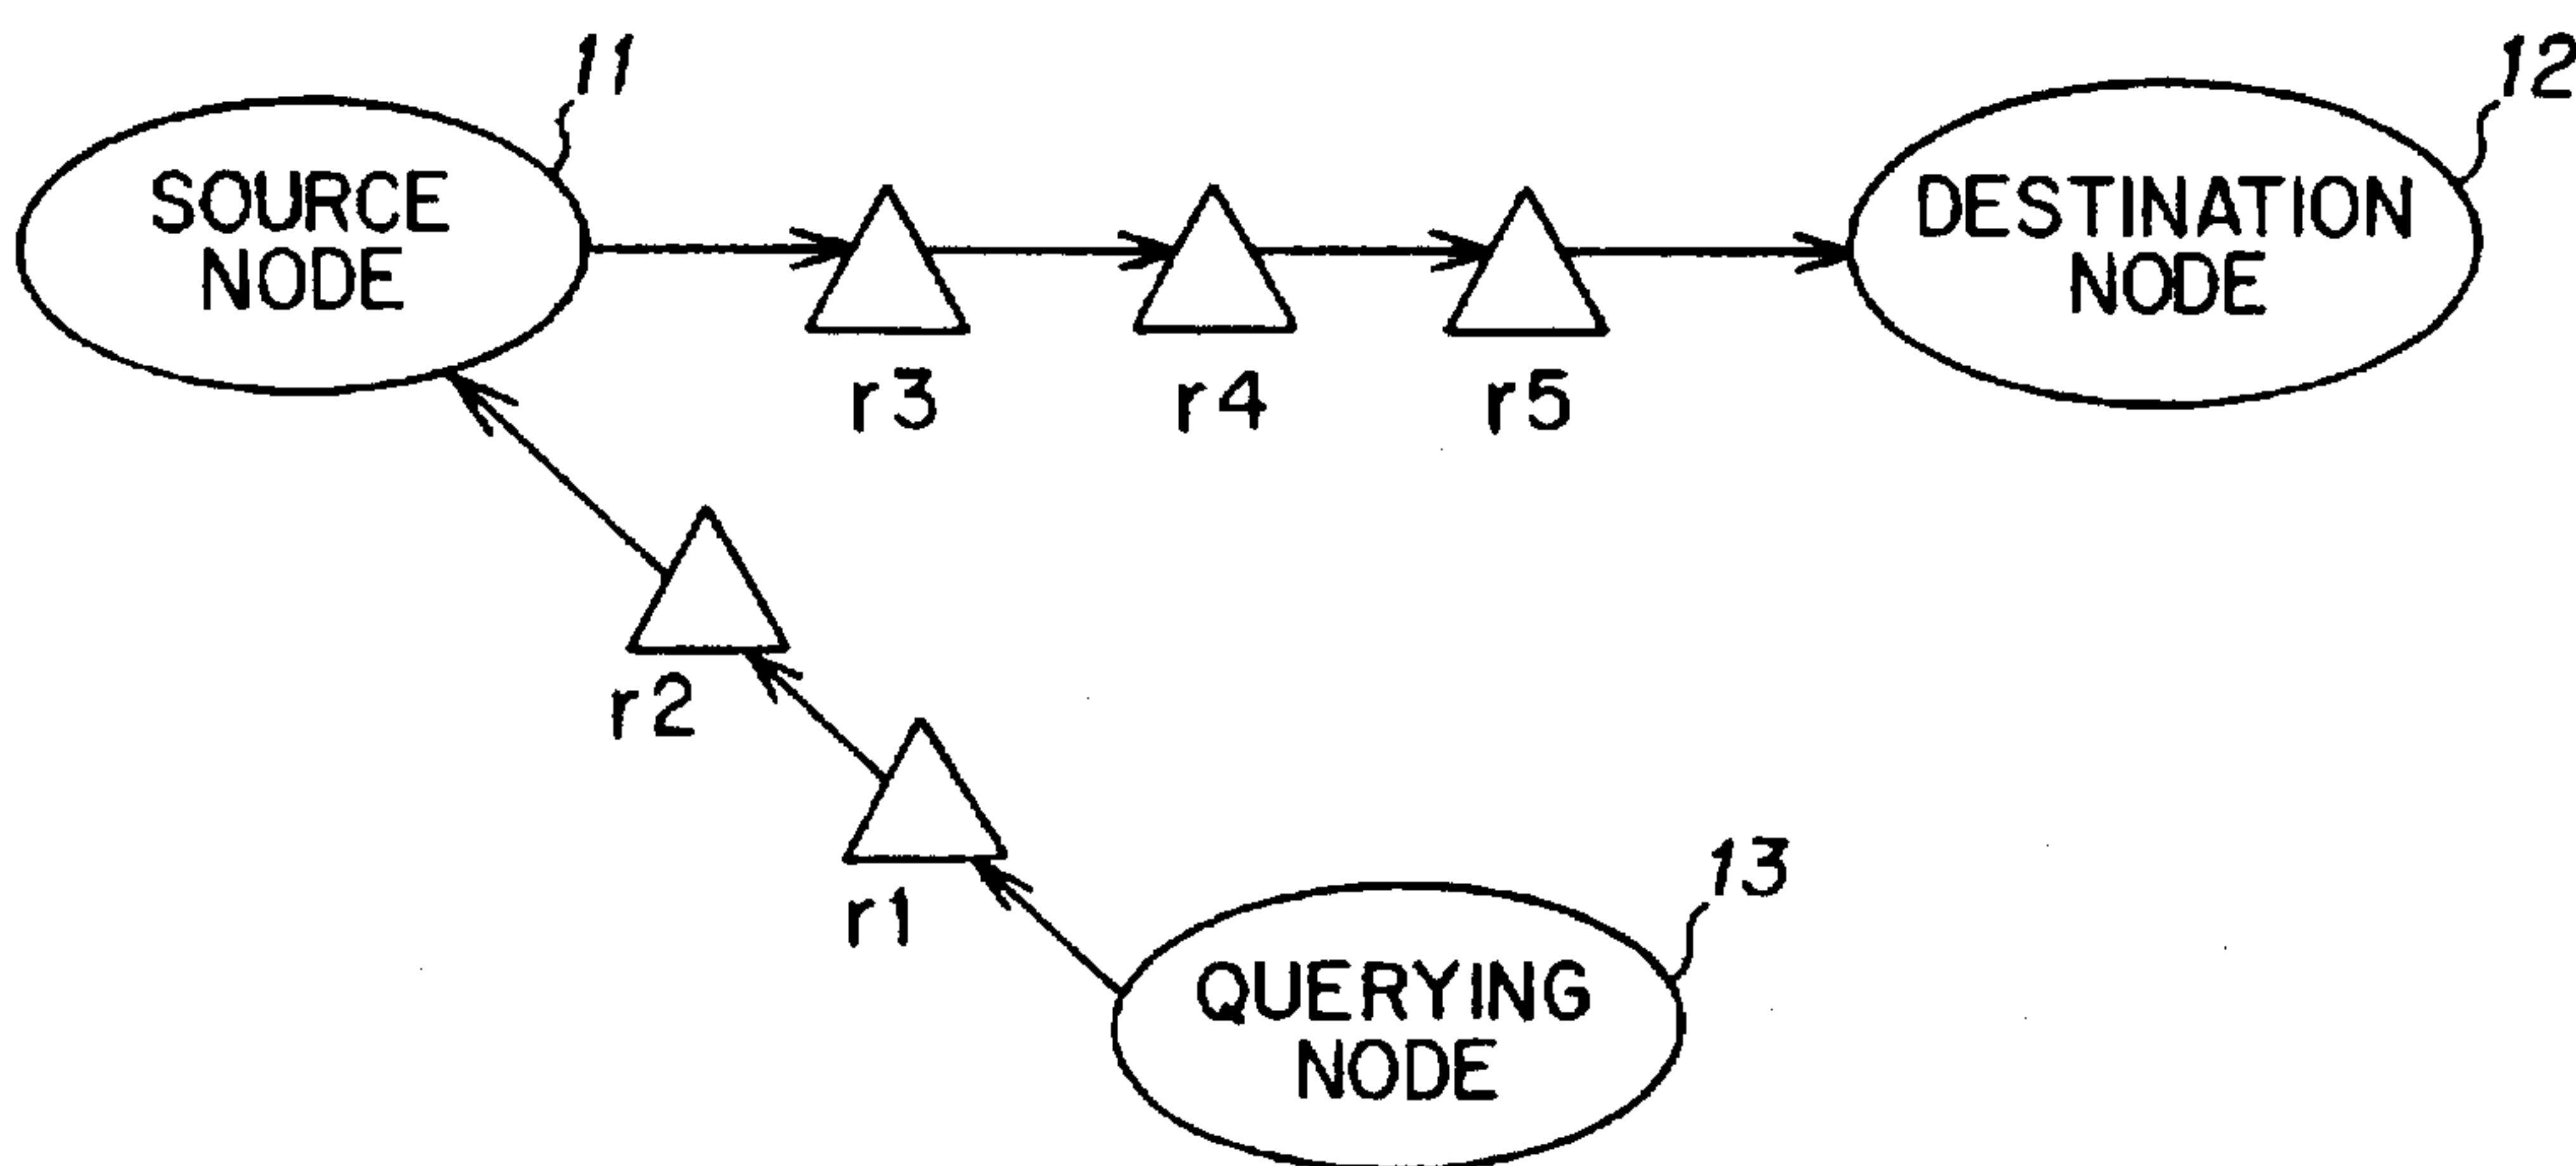 11
12
SOURCE
NODE
DESTINATION
NODE
r3
r4
r5
r2
r1
13
QUERYING
NODE